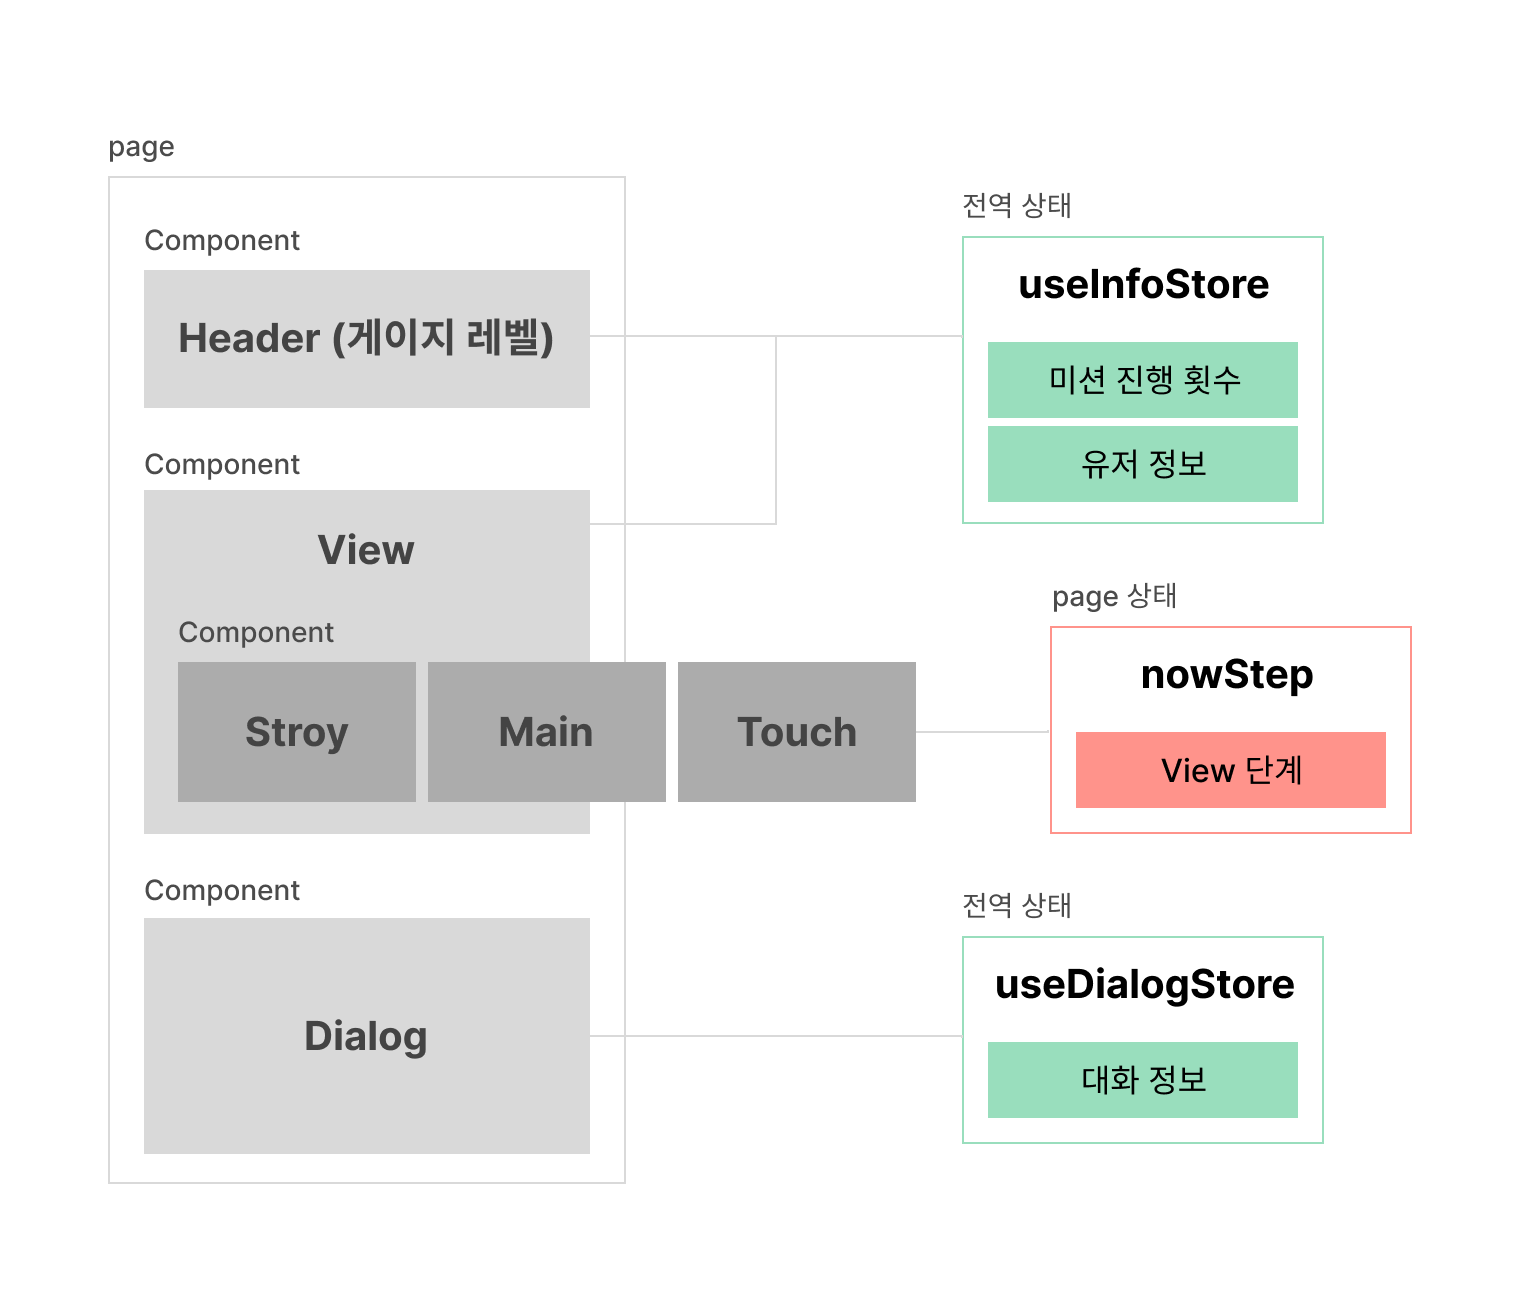 page
Component
Header (게이지 레벨)
Component
View
Component
Stroy
Main
Touch
Component
Dialog
전역 상태
useInfoStore
미션 진행 횟수
유저 정보
page 상태
nowStep
View 단계
전역 상태
useDialogStore
대화 정보